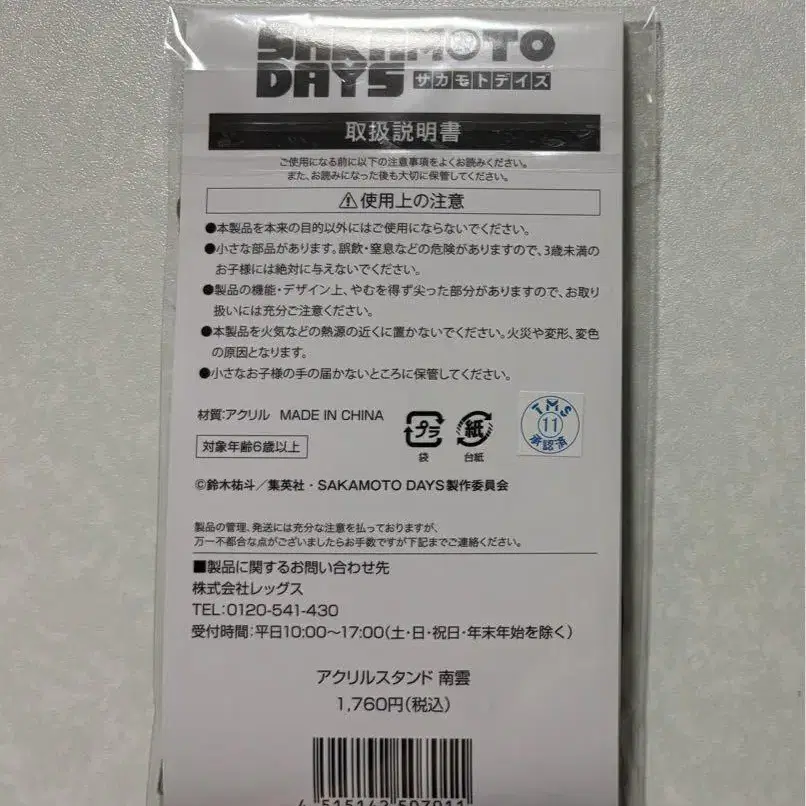 SAKAMOTO
DAYS サカモトデイズ
取扱説明書
ご使用になる前に以下の注意事項をよくお読みください。
また、お読みになった後も大切に保管してください。
⚠使用上の注意
●本製品を本来の目的以外にはご使用にならないでください。
●小さな部品があります。誤飲・窒息などの危険がありますので、3歳未満の
お子様には絶対に与えないでください。
●製品の機能・デザイン上、やむを得ず尖った部分がありますので、お取り
扱いには充分ご注意ください。
●本製品を火気などの熱源の近くに置かないでください。火災や変形、変色
の原因となります。
●小さなお子様の手の届かないところに保管してください。
材質:アクリル MADE IN CHINA
対象年齢6歳以上
プラ
袋
紙
台紙
TMS
11
承認済
©鈴木祐斗／集英社・SAKAMOTO DAYS製作委員会
製品の管理、発送には充分な注意を払っておりますが、
万一不都合な点がございましたらお手数ですが下記までご連絡ください。
■製品に関するお問い合わせ先
株式会社レッグス
TEL:0120-541-430
受付時間:平日10:00〜17:00(土・日・祝日・年末年始を除く)
アクリルスタンド 南雲
1,760円(税込)